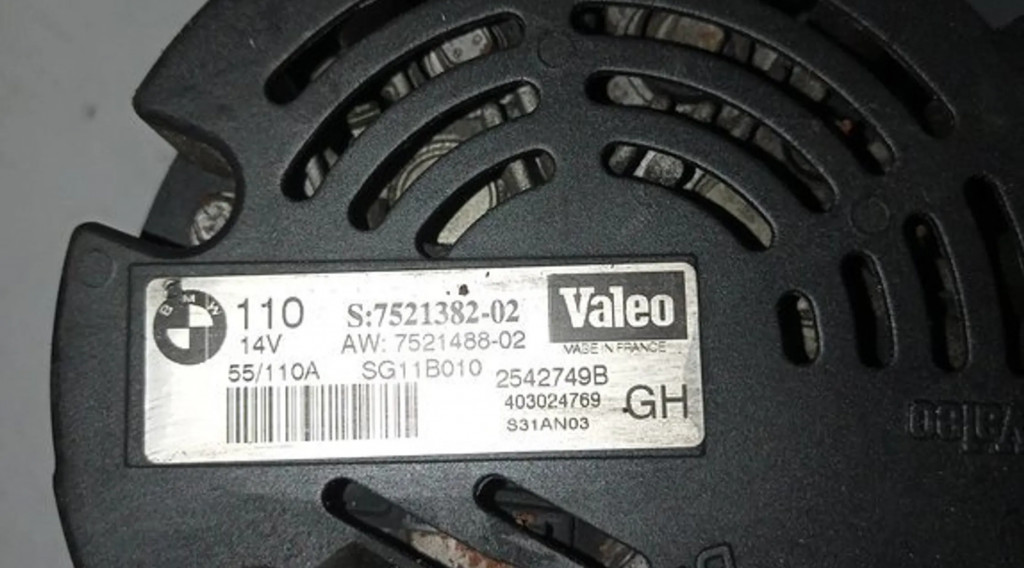 BMW
110
S:7521382-02
Valeo
14V
AW: 7521488-02
MADE IN FRANCE
55/110A
SG11B010
2542749B
403024769
GH
S31AN03
Valeo